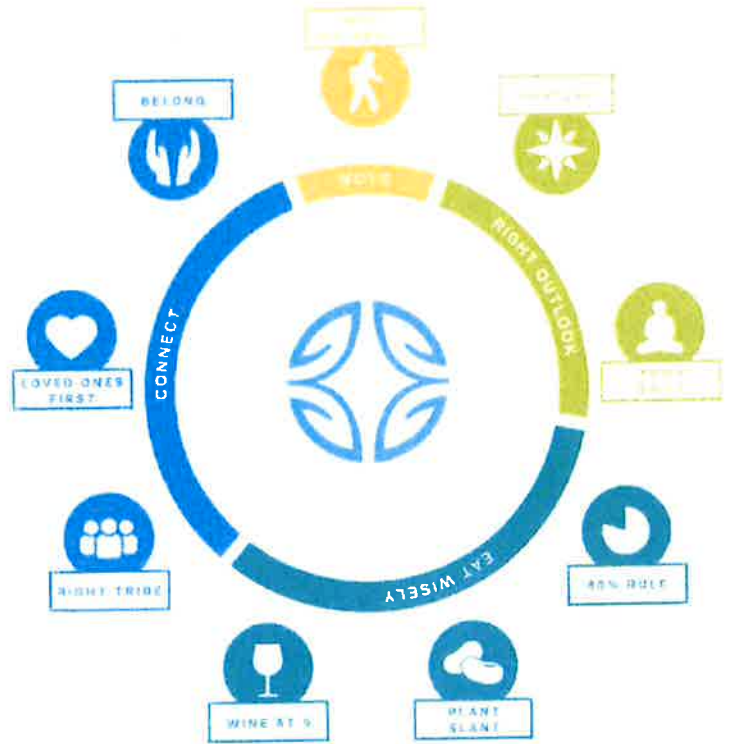 BELONG
MOVE
RIGHT OUTLOOK
CONNECT
LOVED ONES
FIRST
EAT WISELY
80% RULE
RIGHT TRIBE
WINE AT 5
PLANT
SLANT